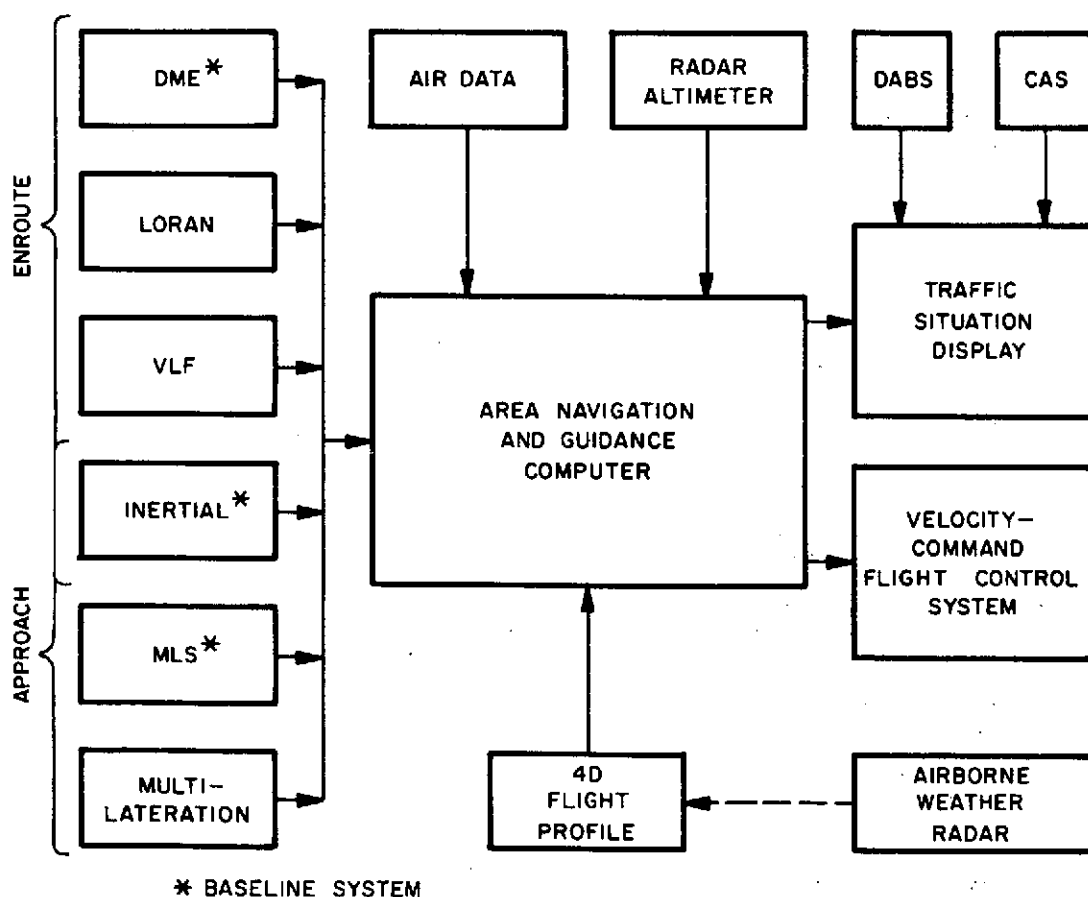 ENROUTE
APPROACH
DME*
LORAN
VLF
INERTIAL*
MLS*
MULTI-
LATERATION
AIR DATA
RADAR
ALTIMETER
DABS
CAS
AREA NAVIGATION
AND GUIDANCE
COMPUTER
TRAFFIC
SITUATION
DISPLAY
VELOCITY-
COMMAND
FLIGHT CONTROL
SYSTEM
4D
FLIGHT
PROFILE
AIRBORNE
WEATHER
RADAR
* BASELINE SYSTEM